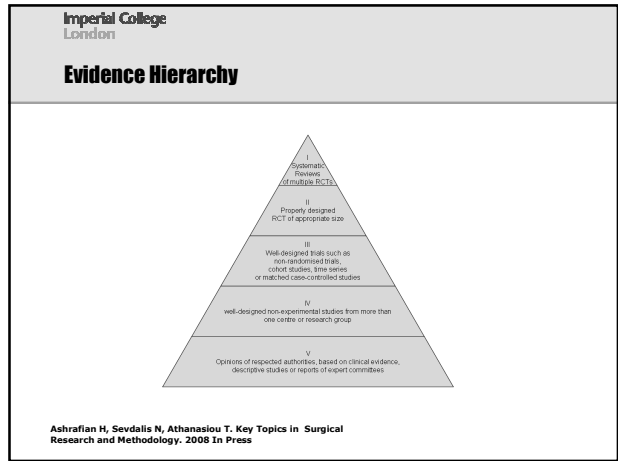 Imperial College
London
Evidence Hierarchy
I
Systematic
Reviews
of multiple RCTs
II
Properly designed
RCT of appropriate size
III
Well-designed trials such as
non-randomised trials,
cohort studies, time series
or matched case-controlled studies
IV
well-designed non-experimental studies from more than
one centre or research group
V
Opinions of respected authorities, based on clinical evidence,
descriptive studies or reports of expert committees
Ashrafian H, Sevdalis N, Athanasiou T. Key Topics in Surgical
Research and Methodology. 2008 In Press